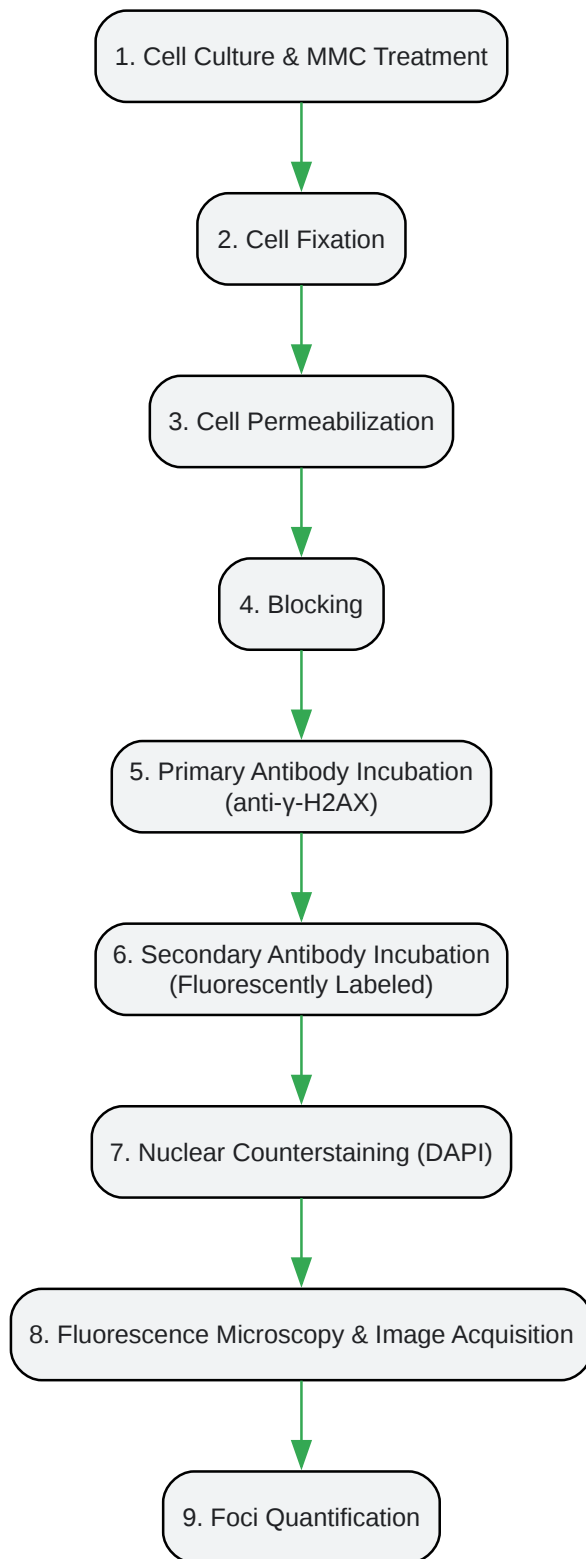 1. Cell Culture & MMC Treatment
2. Cell Fixation
3. Cell Permeabilization
4. Blocking
5. Primary Antibody Incubation
(anti-γ-H2AX)
6. Secondary Antibody Incubation
(Fluorescently Labeled)
7. Nuclear Counterstaining (DAPI)
8. Fluorescence Microscopy & Image Acquisition
9. Foci Quantification